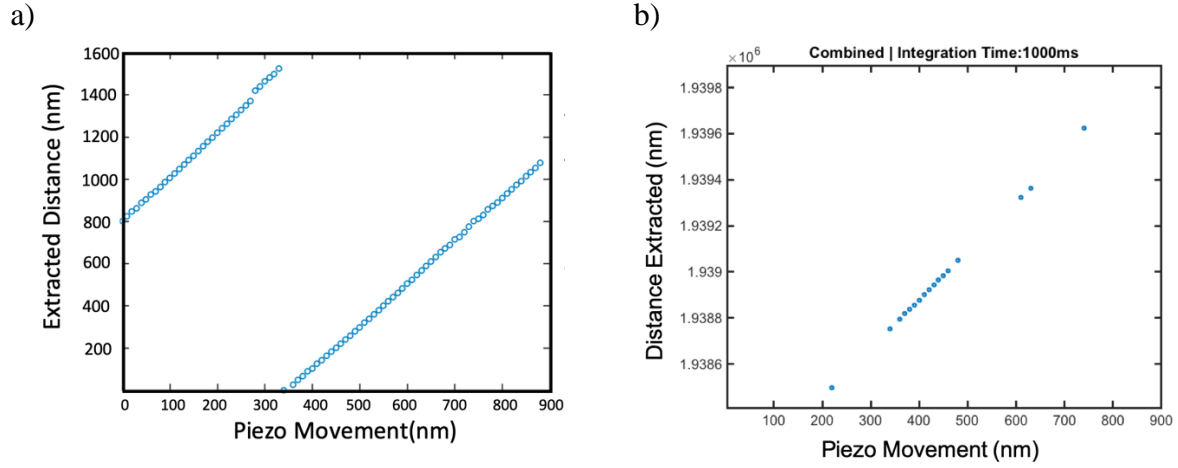 a)
1600
1400
1200
1000
800
600
400
200
0 100 200 300 400 500 600 700 800 900
Extracted Distance (nm)
Piezo Movement(nm)
b)
Combined | Integration Time:1000ms
×10⁶
1.9398
1.9396
1.9394
1.9392
1.939
1.9388
1.9386
100 200 300 400 500 600 700 800 900
Distance Extracted (nm)
Piezo Movement (nm)